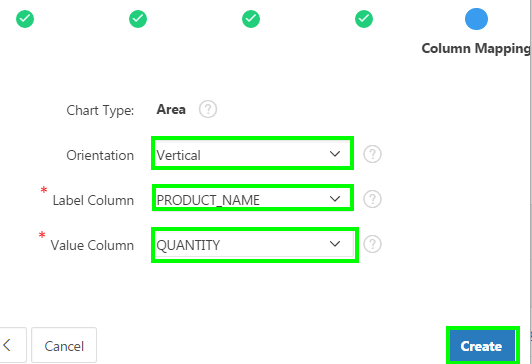 Column Mapping
Chart Type: Area
Orientation Vertical
* Label Column PRODUCT_NAME
* Value Column QUANTITY
Cancel Create